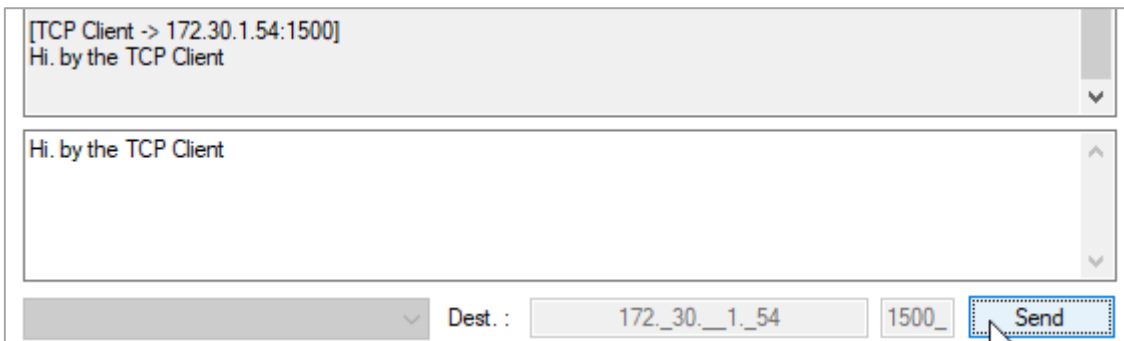 [TCP Client -> 172.30.1.54:1500]
Hi. by the TCP Client
Hi. by the TCP Client
Dest. : 172._30.__1._54 1500_ Send